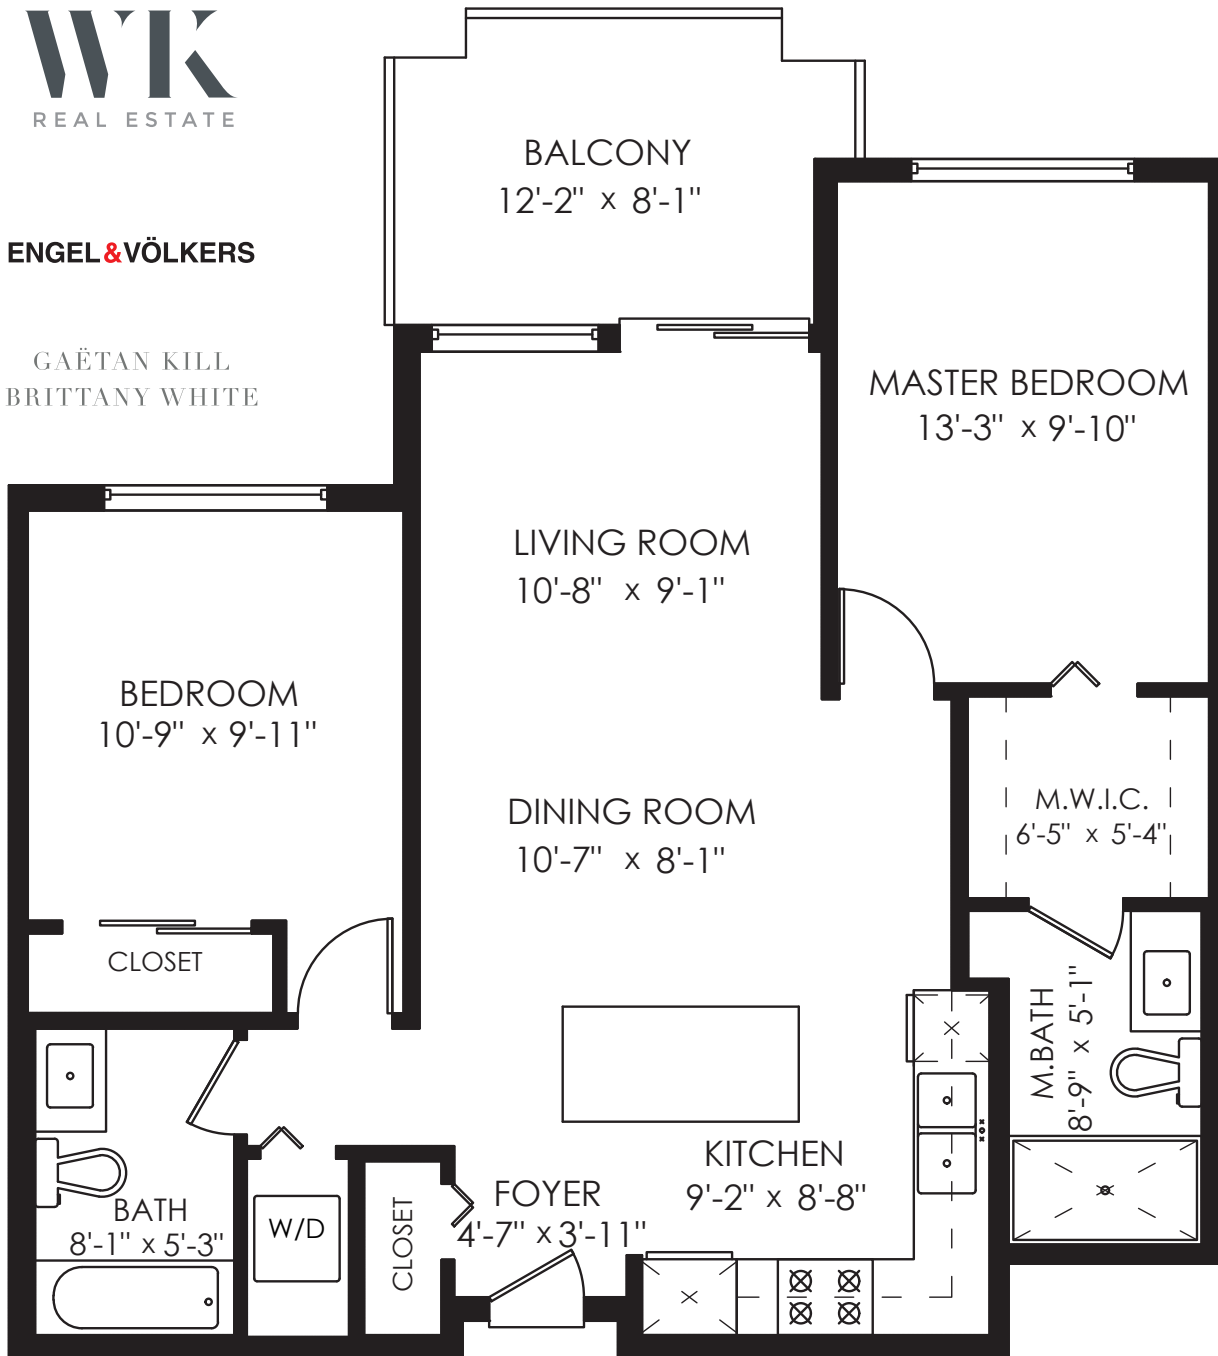 WK
REAL ESTATE
ENGEL&VÖLKERS
GAËTAN KILL
BRITTANY WHITE
BALCONY
12'-2" x 8'-1"
MASTER BEDROOM
13'-3" x 9'-10"
LIVING ROOM
10'-8" x 9'-1"
BEDROOM
10'-9" x 9'-11"
DINING ROOM
10'-7" x 8'-1"
M.W.I.C.
6'-5" x 5'-4"
CLOSET
M.BATH
8'-9" x 5'-1"
KITCHEN
9'-2" x 8'-8"
FOYER
4'-7" x 3'-11"
BATH
8'-1" x 5'-3"
W/D
CLOSET